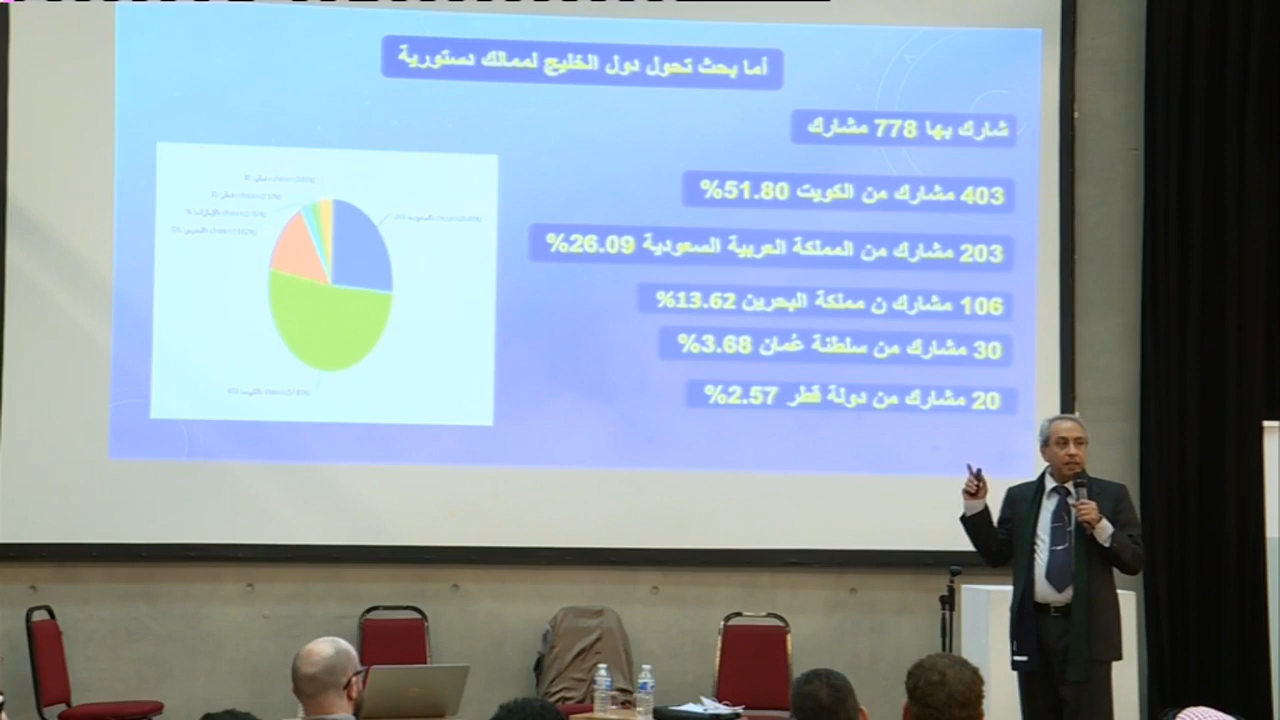 أما بحث تحول دول الخليج لممالك دستورية
شارك بها 778 مشارك
403 مشارك من الكويت 51.80%
203 مشارك من المملكة العربية السعودية 26.09%
106 مشارك ن مملكة البحرين 13.62%
30 مشارك من سلطنة عُمان 3.68%
20 مشارك من دولة قطر 2.57%